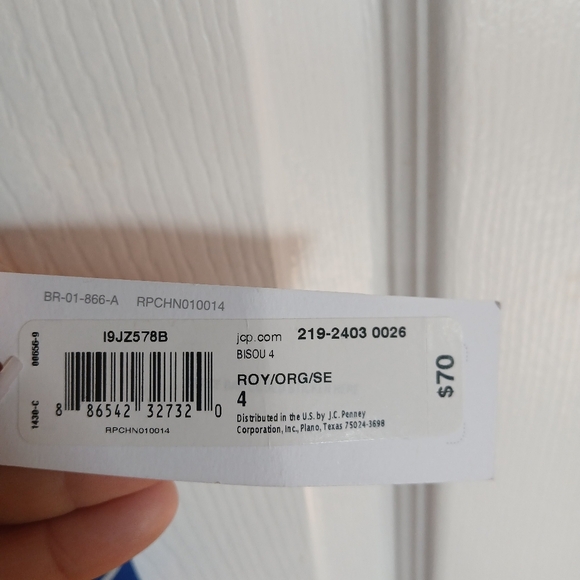 BR-01-866-A RPCHN010014
I9JZ578B
jcp.com 219-2403 0026
BISOU 4
ROY/ORG/SE
4
Distributed in the U.S. by J.C. Penney
Corporation, Inc., Plano, Texas 75024-3698
$70
8 86542 32732 0
RPCHN010014
1430-C 00656-9